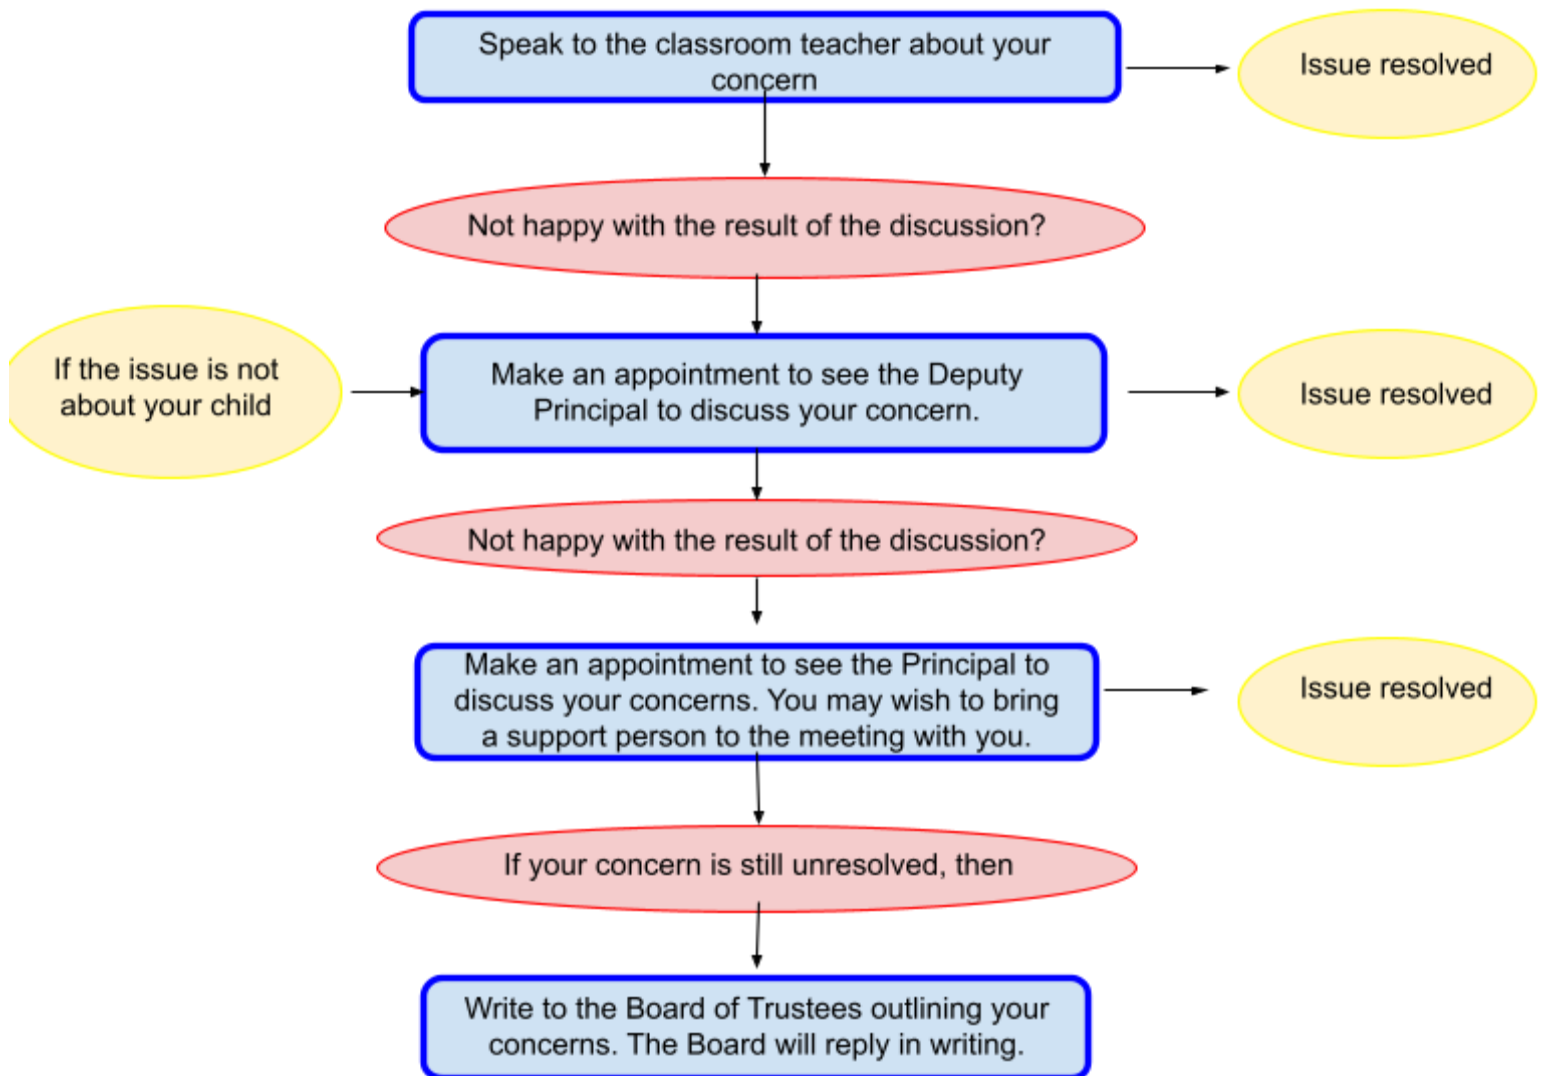 Speak to the classroom teacher about your
concern
Issue resolved
Not happy with the result of the discussion?
If the issue is not
about your child
Make an appointment to see the Deputy
Principal to discuss your concern.
Issue resolved
Not happy with the result of the discussion?
Make an appointment to see the Principal to
discuss your concerns. You may wish to bring
a support person to the meeting with you.
Issue resolved
If your concern is still unresolved, then
Write to the Board of Trustees outlining your
concerns. The Board will reply in writing.